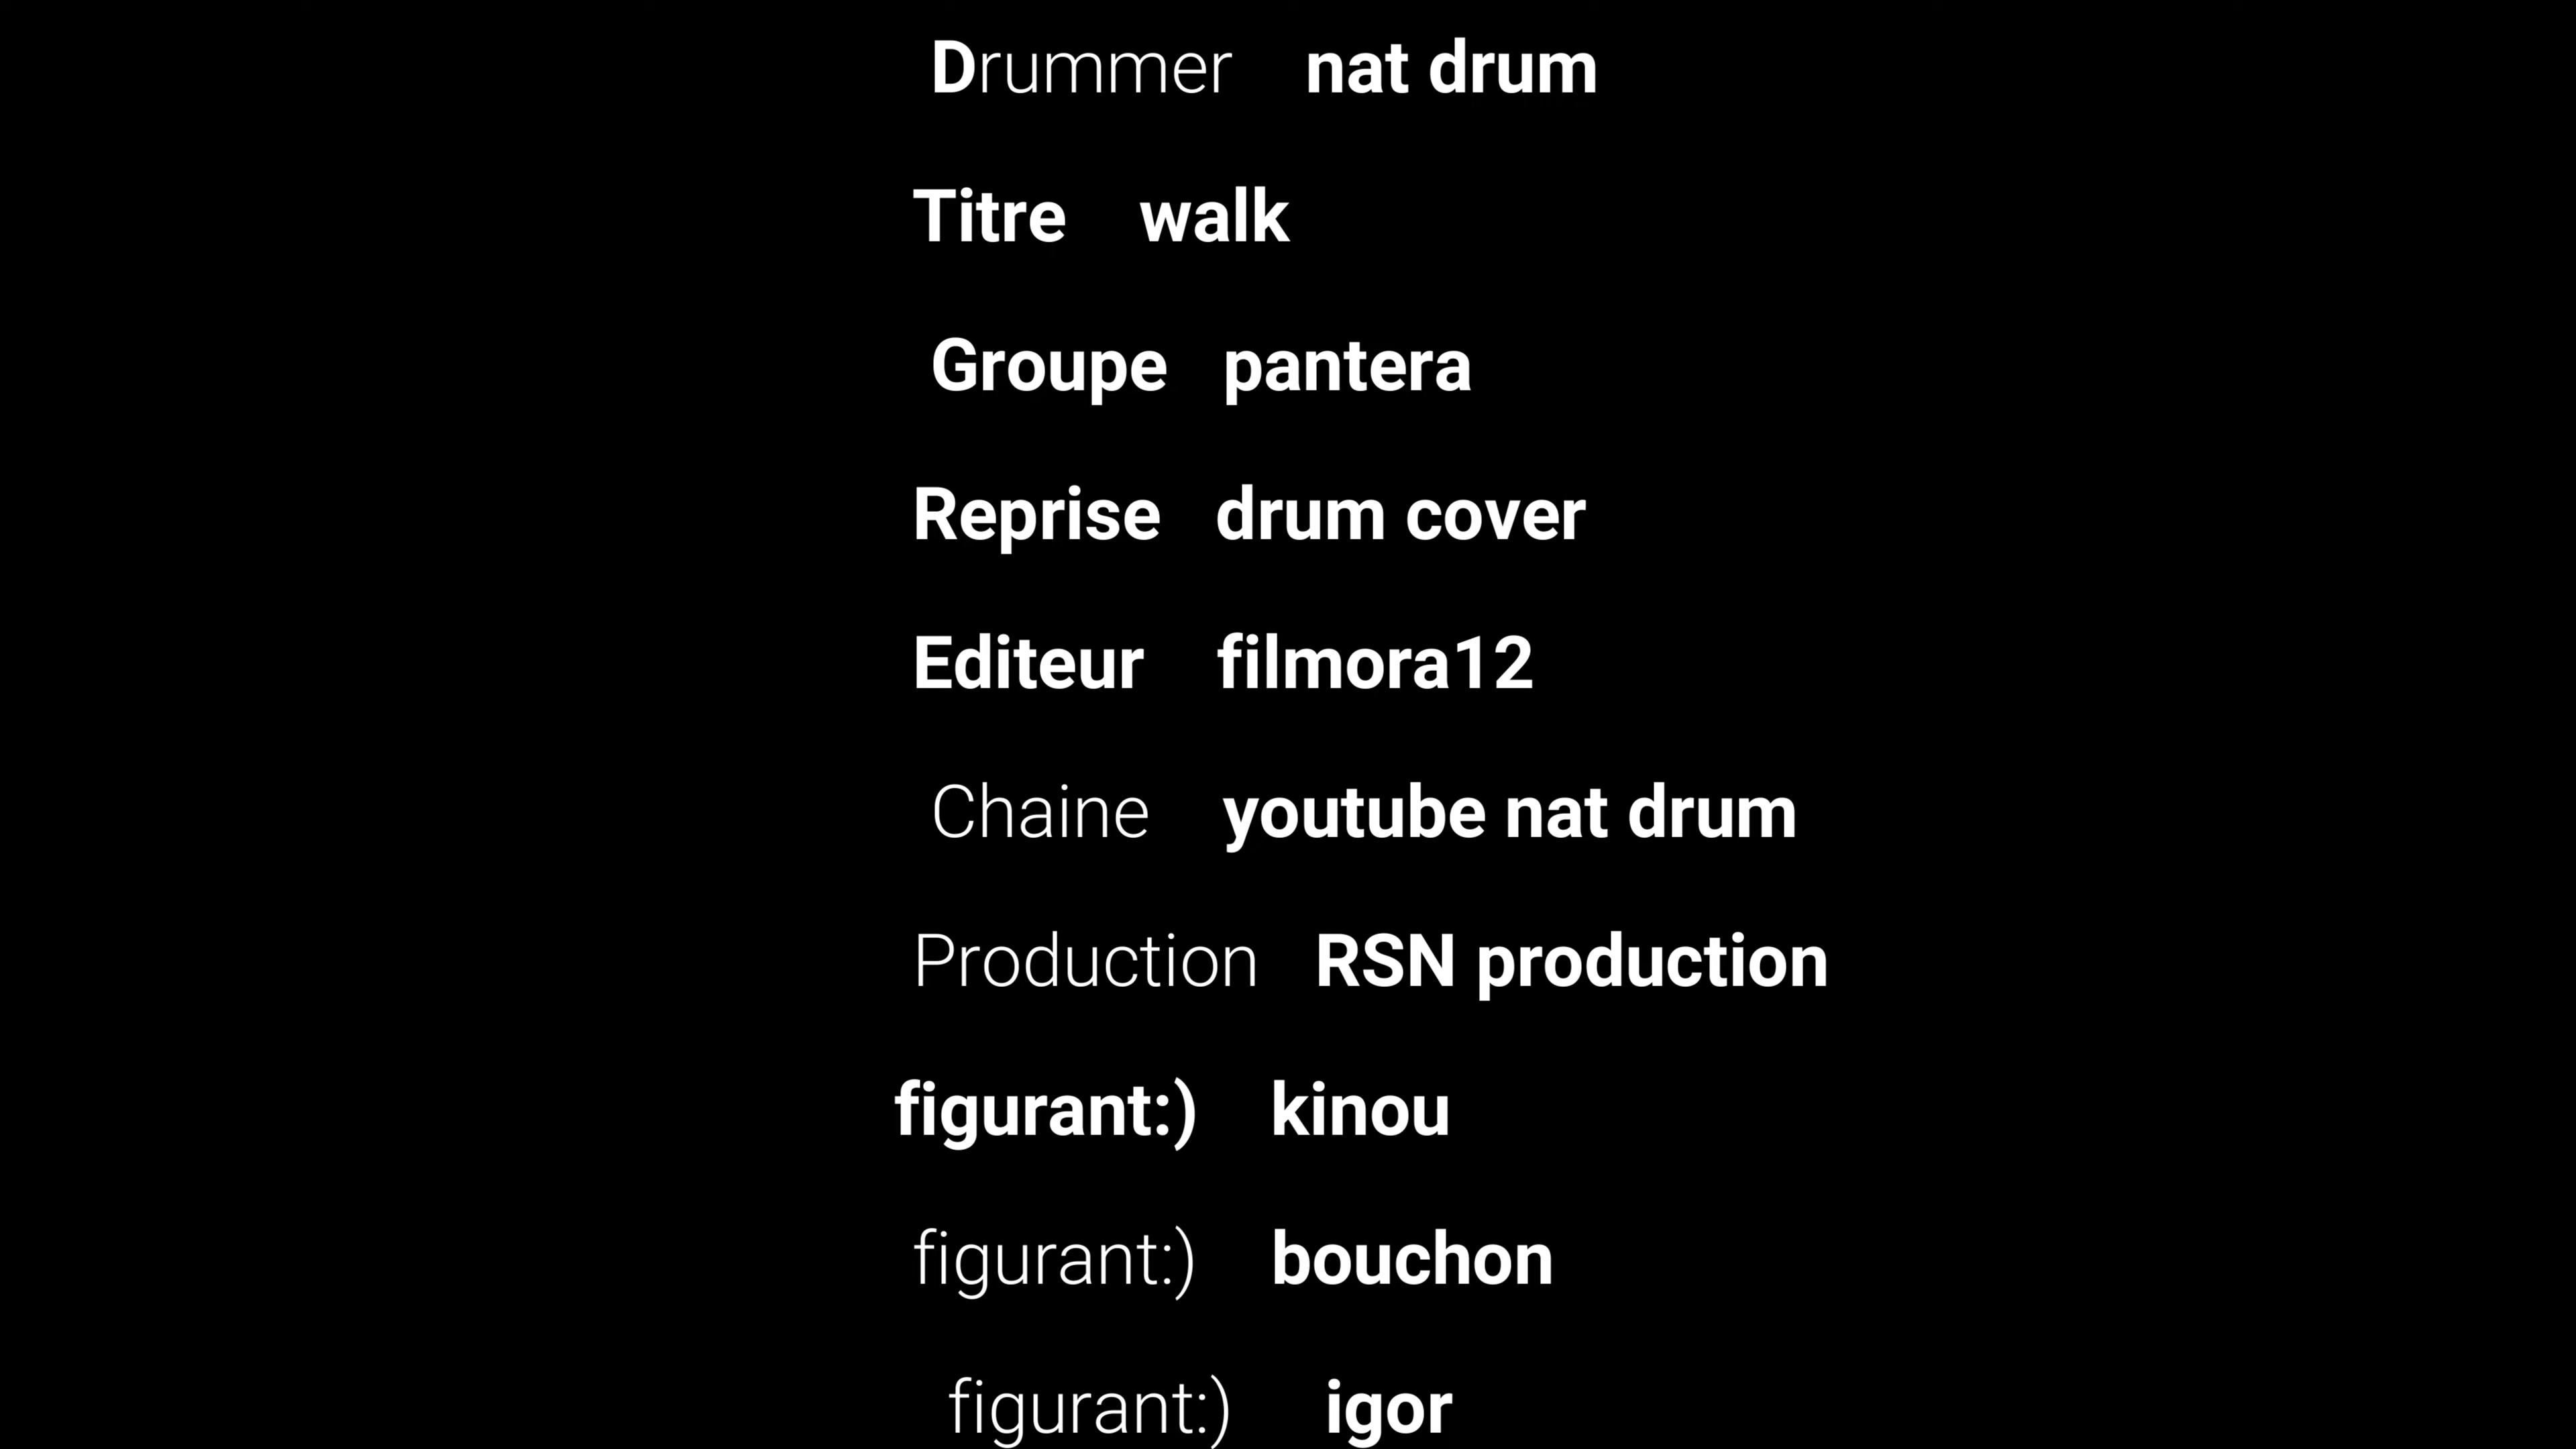 Drummer nat drum
Titre walk
Groupe pantera
Reprise drum cover
Editeur filmora12
Chaine youtube nat drum
Production RSN production
figurant:) kinou
figurant:) bouchon
figurant:) igor